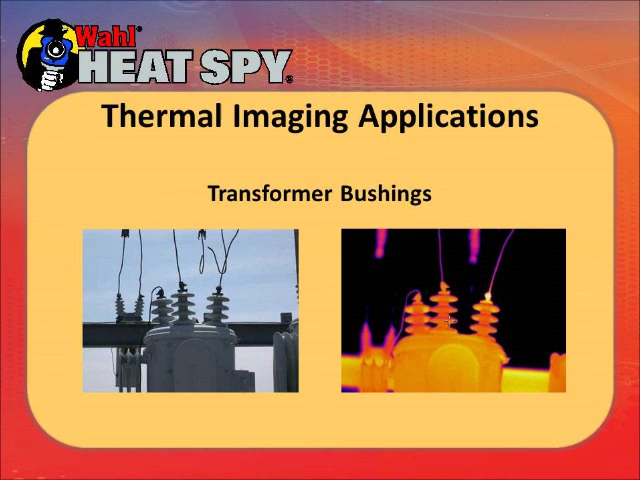 Wahl®
HEAT SPY®
Thermal Imaging Applications
Transformer Bushings